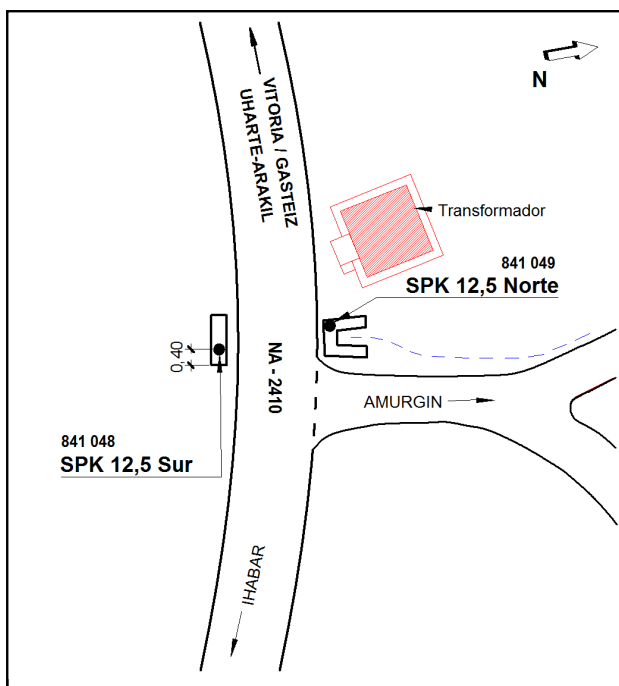 N
VITORIA / GASTEIZ
UHARTE-ARAKIL
Transformador
841 049
SPK 12,5 Norte
0,40
NA - 2410
AMURGIN
841 048
SPK 12,5 Sur
IHABAR